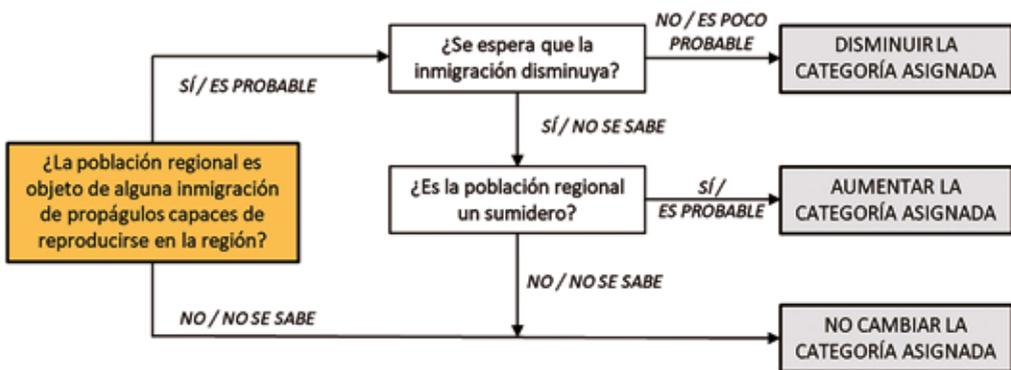 ¿La población regional es
objeto de alguna inmigración
de propágulos capaces de
reproducirse en la región?
SÍ / ES PROBABLE
¿Se espera que la
inmigración disminuya?
NO / ES POCO
PROBABLE
DISMINUIR LA
CATEGORÍA ASIGNADA
SÍ / NO SE SABE
¿Es la población regional
un sumidero?
SÍ /
ES PROBABLE
AUMENTAR LA
CATEGORÍA ASIGNADA
NO / NO SE SABE
NO / NO SE SABE
NO CAMBIAR LA
CATEGORÍA ASIGNADA